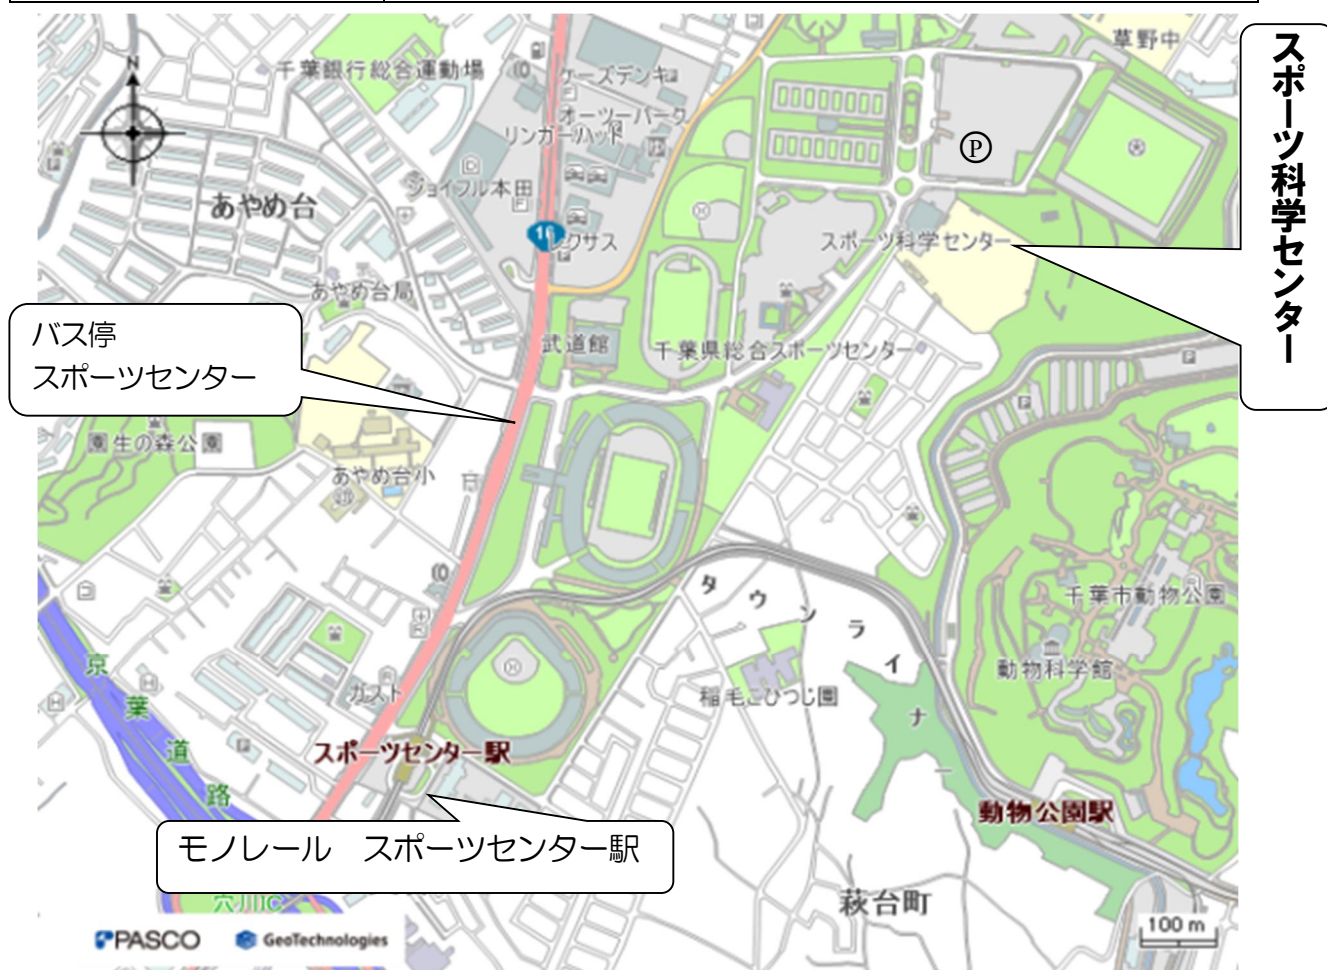 草野中
スポーツ科学センター
N
千葉銀行総合運動場
ケーズデンキ
オーツーパーク
リンガーハット
P
ジョイフル本田
あやめ台
16
レクサス
スポーツ科学センター
あやめ台局
バス停
スポーツセンター
武道館
千葉県総合スポーツセンター
園生の森公園
あやめ台小
タウンライナー
千葉市動物公園
動物科学館
京葉道路
ガスト
稲毛こひつじ園
スポーツセンター駅
動物公園駅
モノレール スポーツセンター駅
穴川IC
萩台町
PASCO
GeoTechnologies
100 m